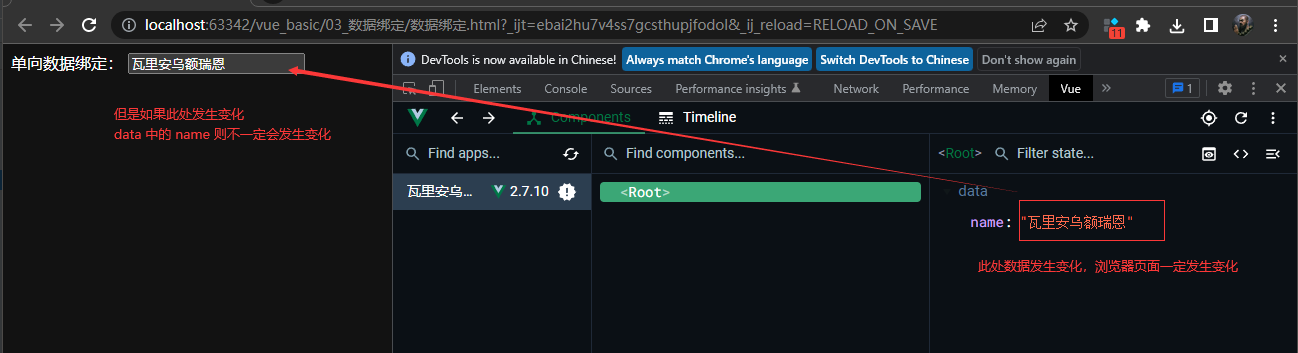 localhost:63342/vue_basic/03_数据绑定/数据绑定.html?_ijt=ebai2hu7v4ss7gcsthupjfodol&_ij_reload=RELOAD_ON_SAVE
11
单向数据绑定： 瓦里安乌额瑞恩
但是如果此处发生变化
data 中的 name 则不一定会发生变化
DevTools is now available in Chinese! Always match Chrome's language Switch DevTools to Chinese Don't show again
Elements Console Sources Performance insights Network Performance Memory Vue » 1
Components Timeline
Find apps... Find components... <Root> Filter state...
瓦里安乌... 2.7.10 <Root> data
name: "瓦里安乌额瑞恩"
此处数据发生变化，浏览器页面一定发生变化